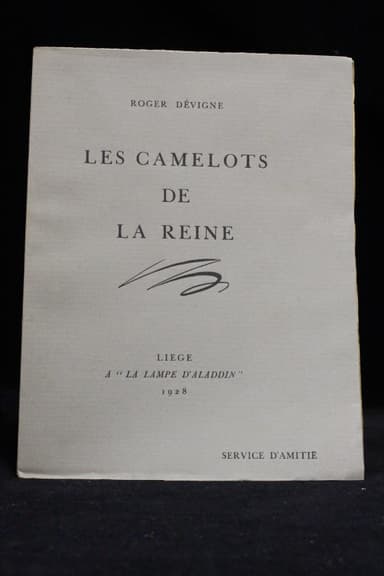 ROGER DÉVIGNE
LES CAMELOTS
DE
LA REINE
LIEGE
A " LA LAMPE D'ALADDIN "
1928
SERVICE D'AMITIÉ